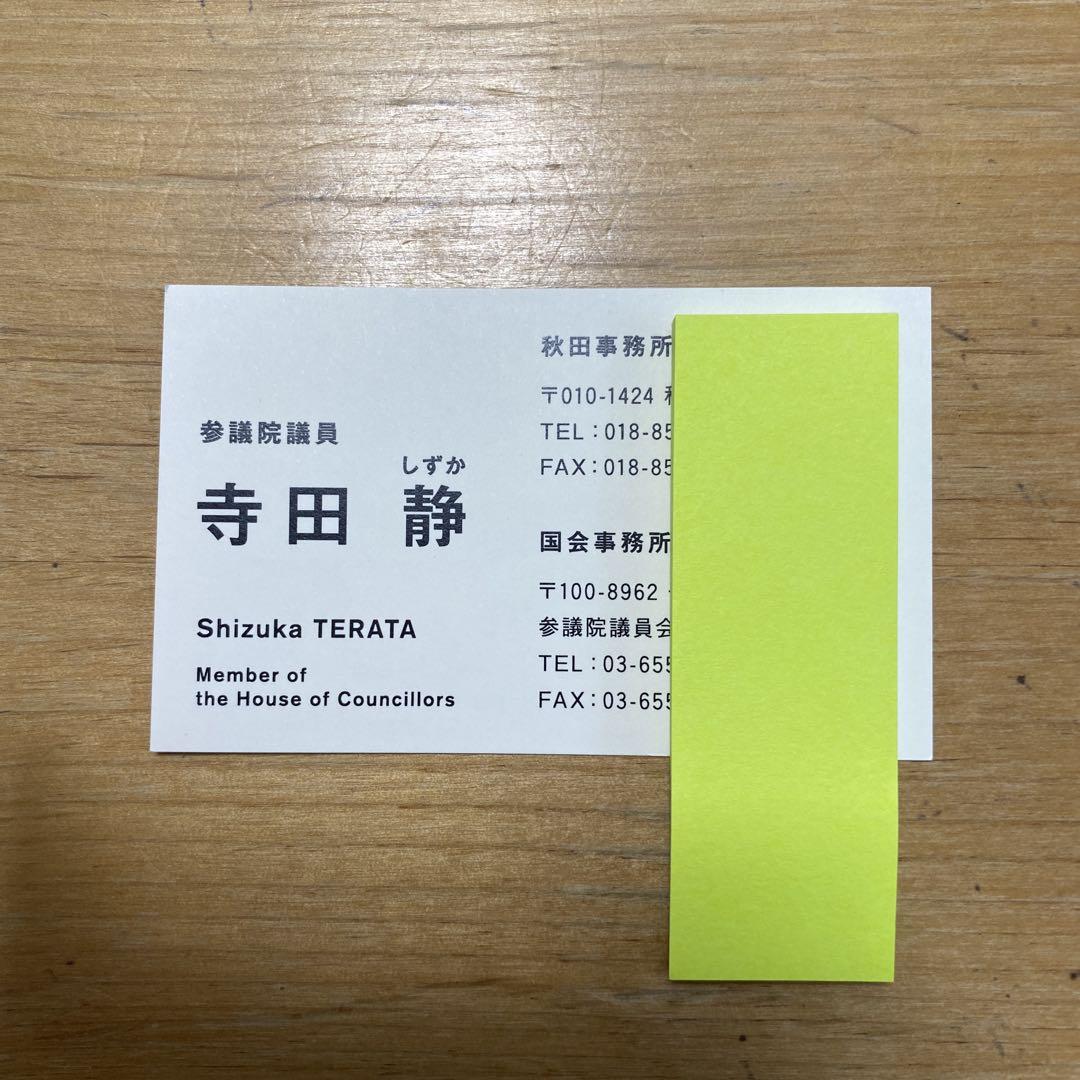 参議院議員
しずか
寺田 静
Shizuka TERATA
Member of
the House of Councillors
秋田事務所
〒010-1424
TEL：018-85
FAX：018-85
国会事務所
〒100-8962
参議院議員会
TEL：03-655
FAX：03-655